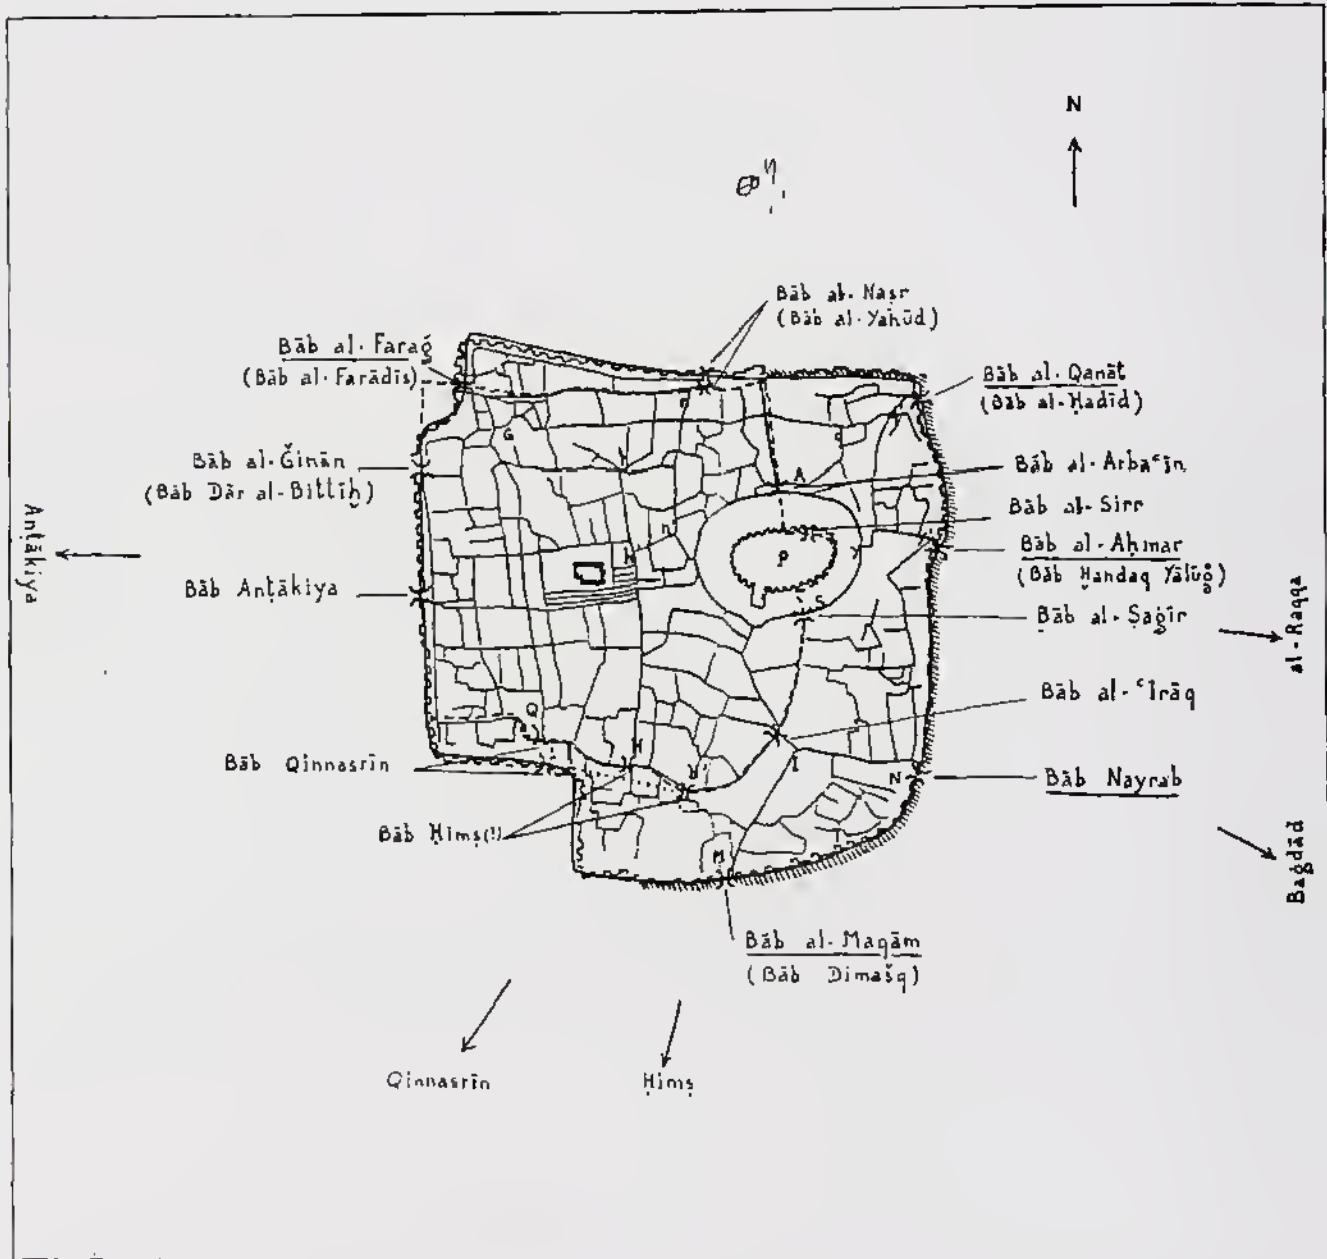 N
Bāb al-Naṣr
(Bāb al-Yahūd)
Bāb al-Faraǧ
(Bāb al-Farādīs)
Bāb al-Qanāt
(Bāb al-Ḥadīd)
Bāb al-Ǧinān
(Bāb Dār al-Biṭṭīḫ)
Bāb al-Arbaʿīn
Bāb al-Sirr
Bāb al-Aḥmar
(Bāb Ḫandaq Yālūǧ)
Anṭākiya
Bāb Anṭākiya
Bāb al-Ṣaġīr
al-Raqqa
Bāb al-ʿIrāq
Bāb Qinnasrīn
Bāb Nayrab
Bāb Ḥimṣ(!)
Baġdād
Bāb al-Maqām
(Bāb Dimašq)
Qinnasrīn
Ḥimṣ
G
A
P
S
Q
H
N
M